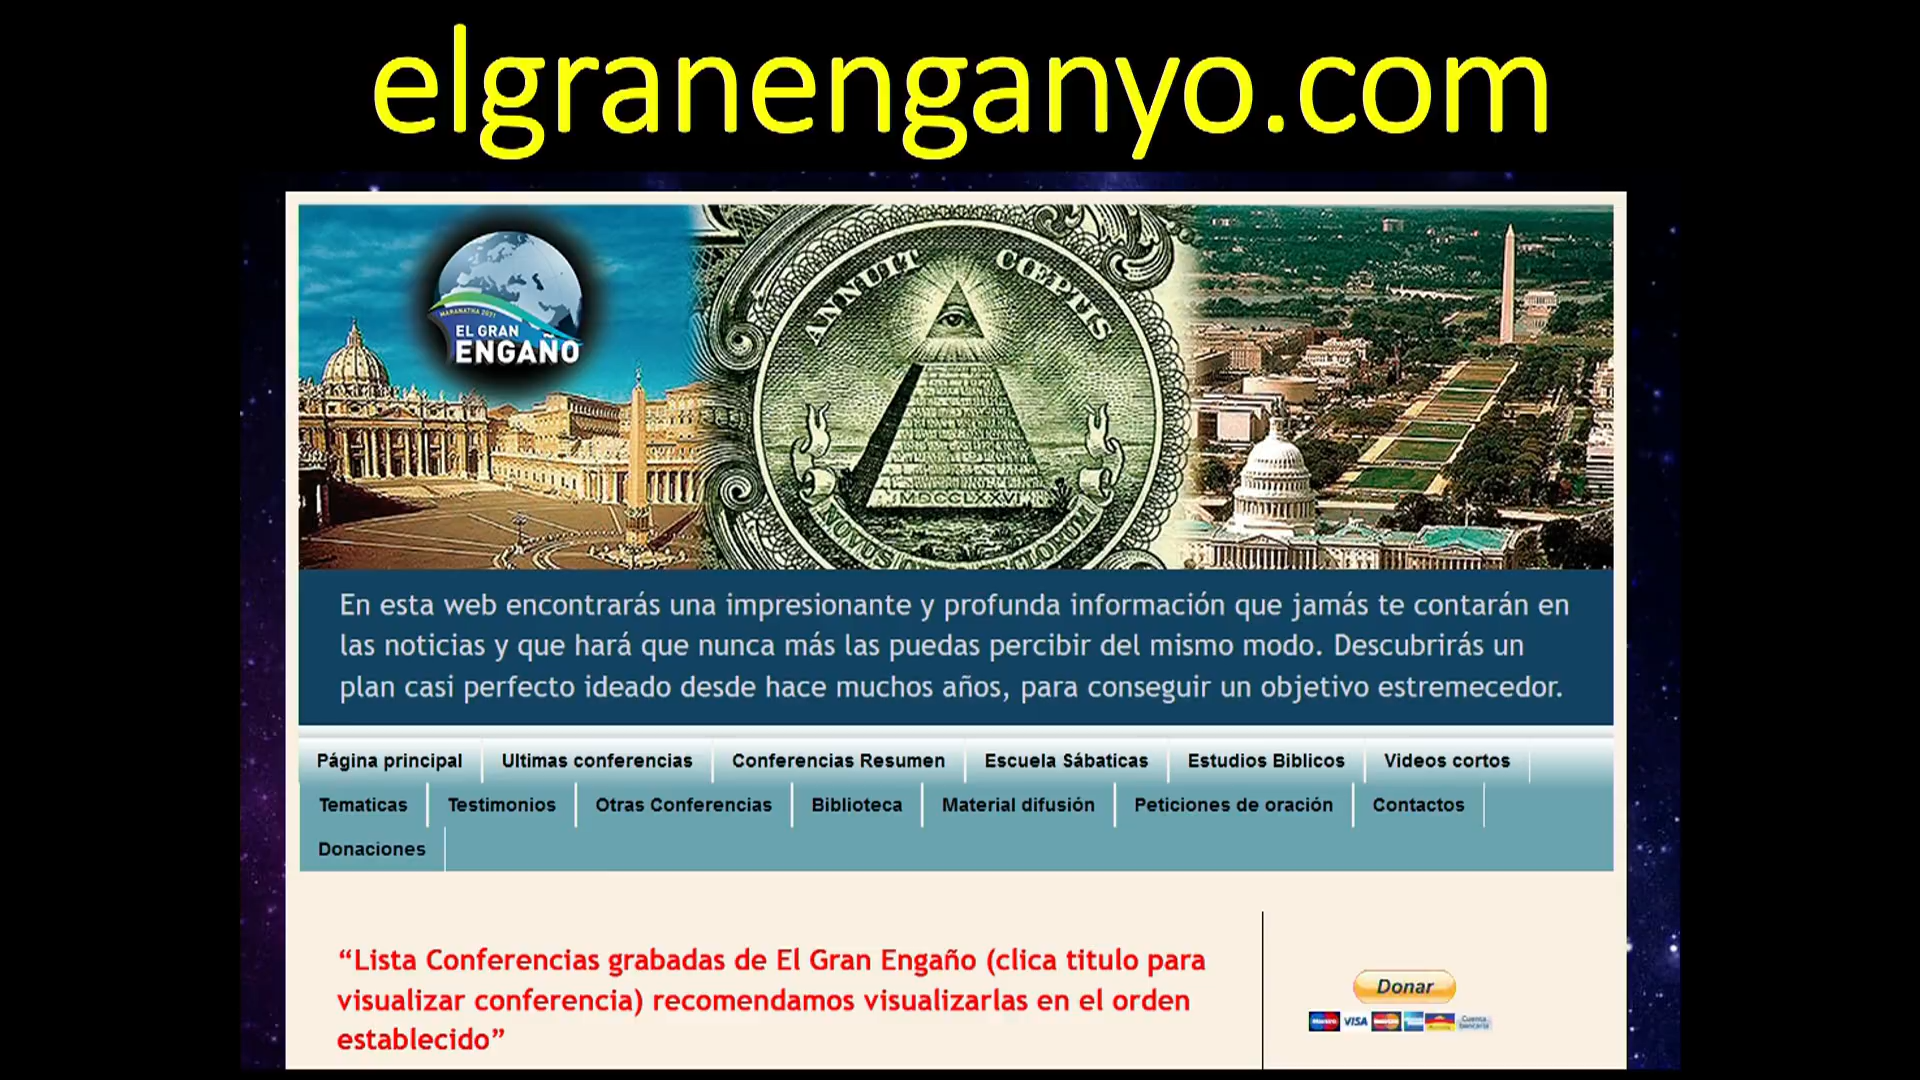 elgranenganyo.com
ANNUIT CŒPTIS
MARANATHA 2031
EL GRAN
ENGAÑO
MDCCLXXVI
En esta web encontrarás una impresionante y profunda información que jamás te contarán en
las noticias y que hará que nunca más las puedas percibir del mismo modo. Descubrirás un
plan casi perfecto ideado desde hace muchos años, para conseguir un objetivo estremecedor.
Página principal Ultimas conferencias Conferencias Resumen Escuela Sábaticas Estudios Biblicos Videos cortos
Tematicas Testimonios Otras Conferencias Biblioteca Material difusión Peticiones de oración Contactos
Donaciones
“Lista Conferencias grabadas de El Gran Engaño (clica titulo para
visualizar conferencia) recomendamos visualizarlas en el orden
establecido”
Donar
VISA